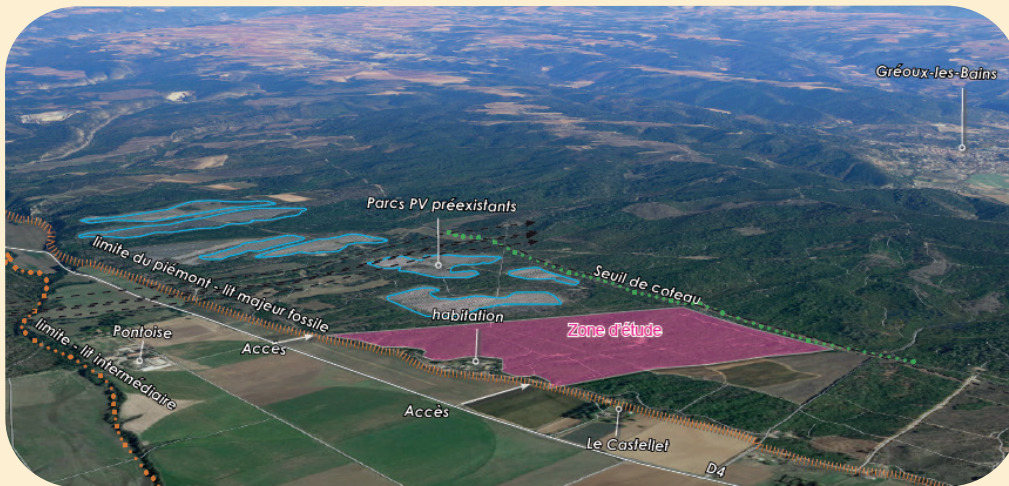 Gréoux-les-Bains
Parcs PV préexistants
limite du piémont - lit majeur fossile
Seuil de coteau
habitation
Zone d'étude
Pontoise
Accès
limite - lit intermédiaire
Accès
Le Castellet
D4